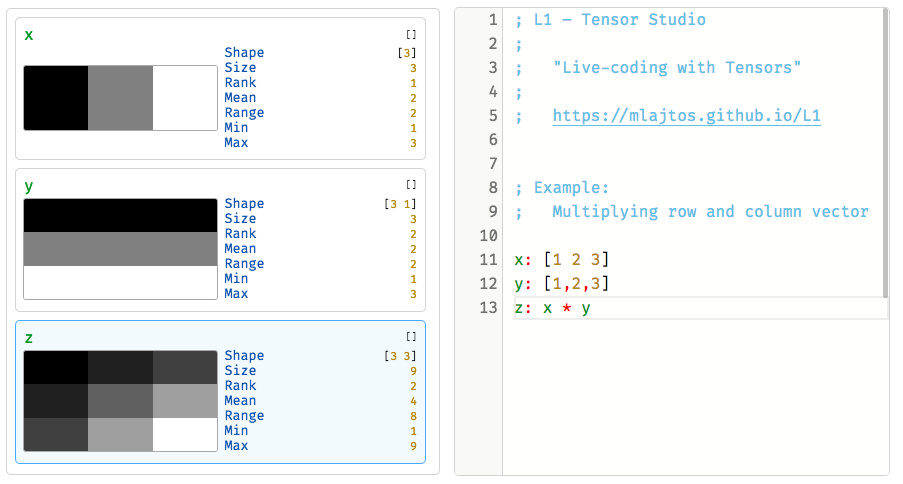 x []
Shape [3]
Size 3
Rank 1
Mean 2
Range 2
Min 1
Max 3
y []
Shape [3 1]
Size 3
Rank 2
Mean 2
Range 2
Min 1
Max 3
z []
Shape [3 3]
Size 9
Rank 2
Mean 4
Range 8
Min 1
Max 9
1 ; L1 – Tensor Studio
2 ;
3 ;   "Live-coding with Tensors"
4 ;
5 ;   https://mlajtos.github.io/L1
6
7
8 ; Example:
9 ;   Multiplying row and column vector
10
11 x: [1 2 3]
12 y: [1,2,3]
13 z: x * y